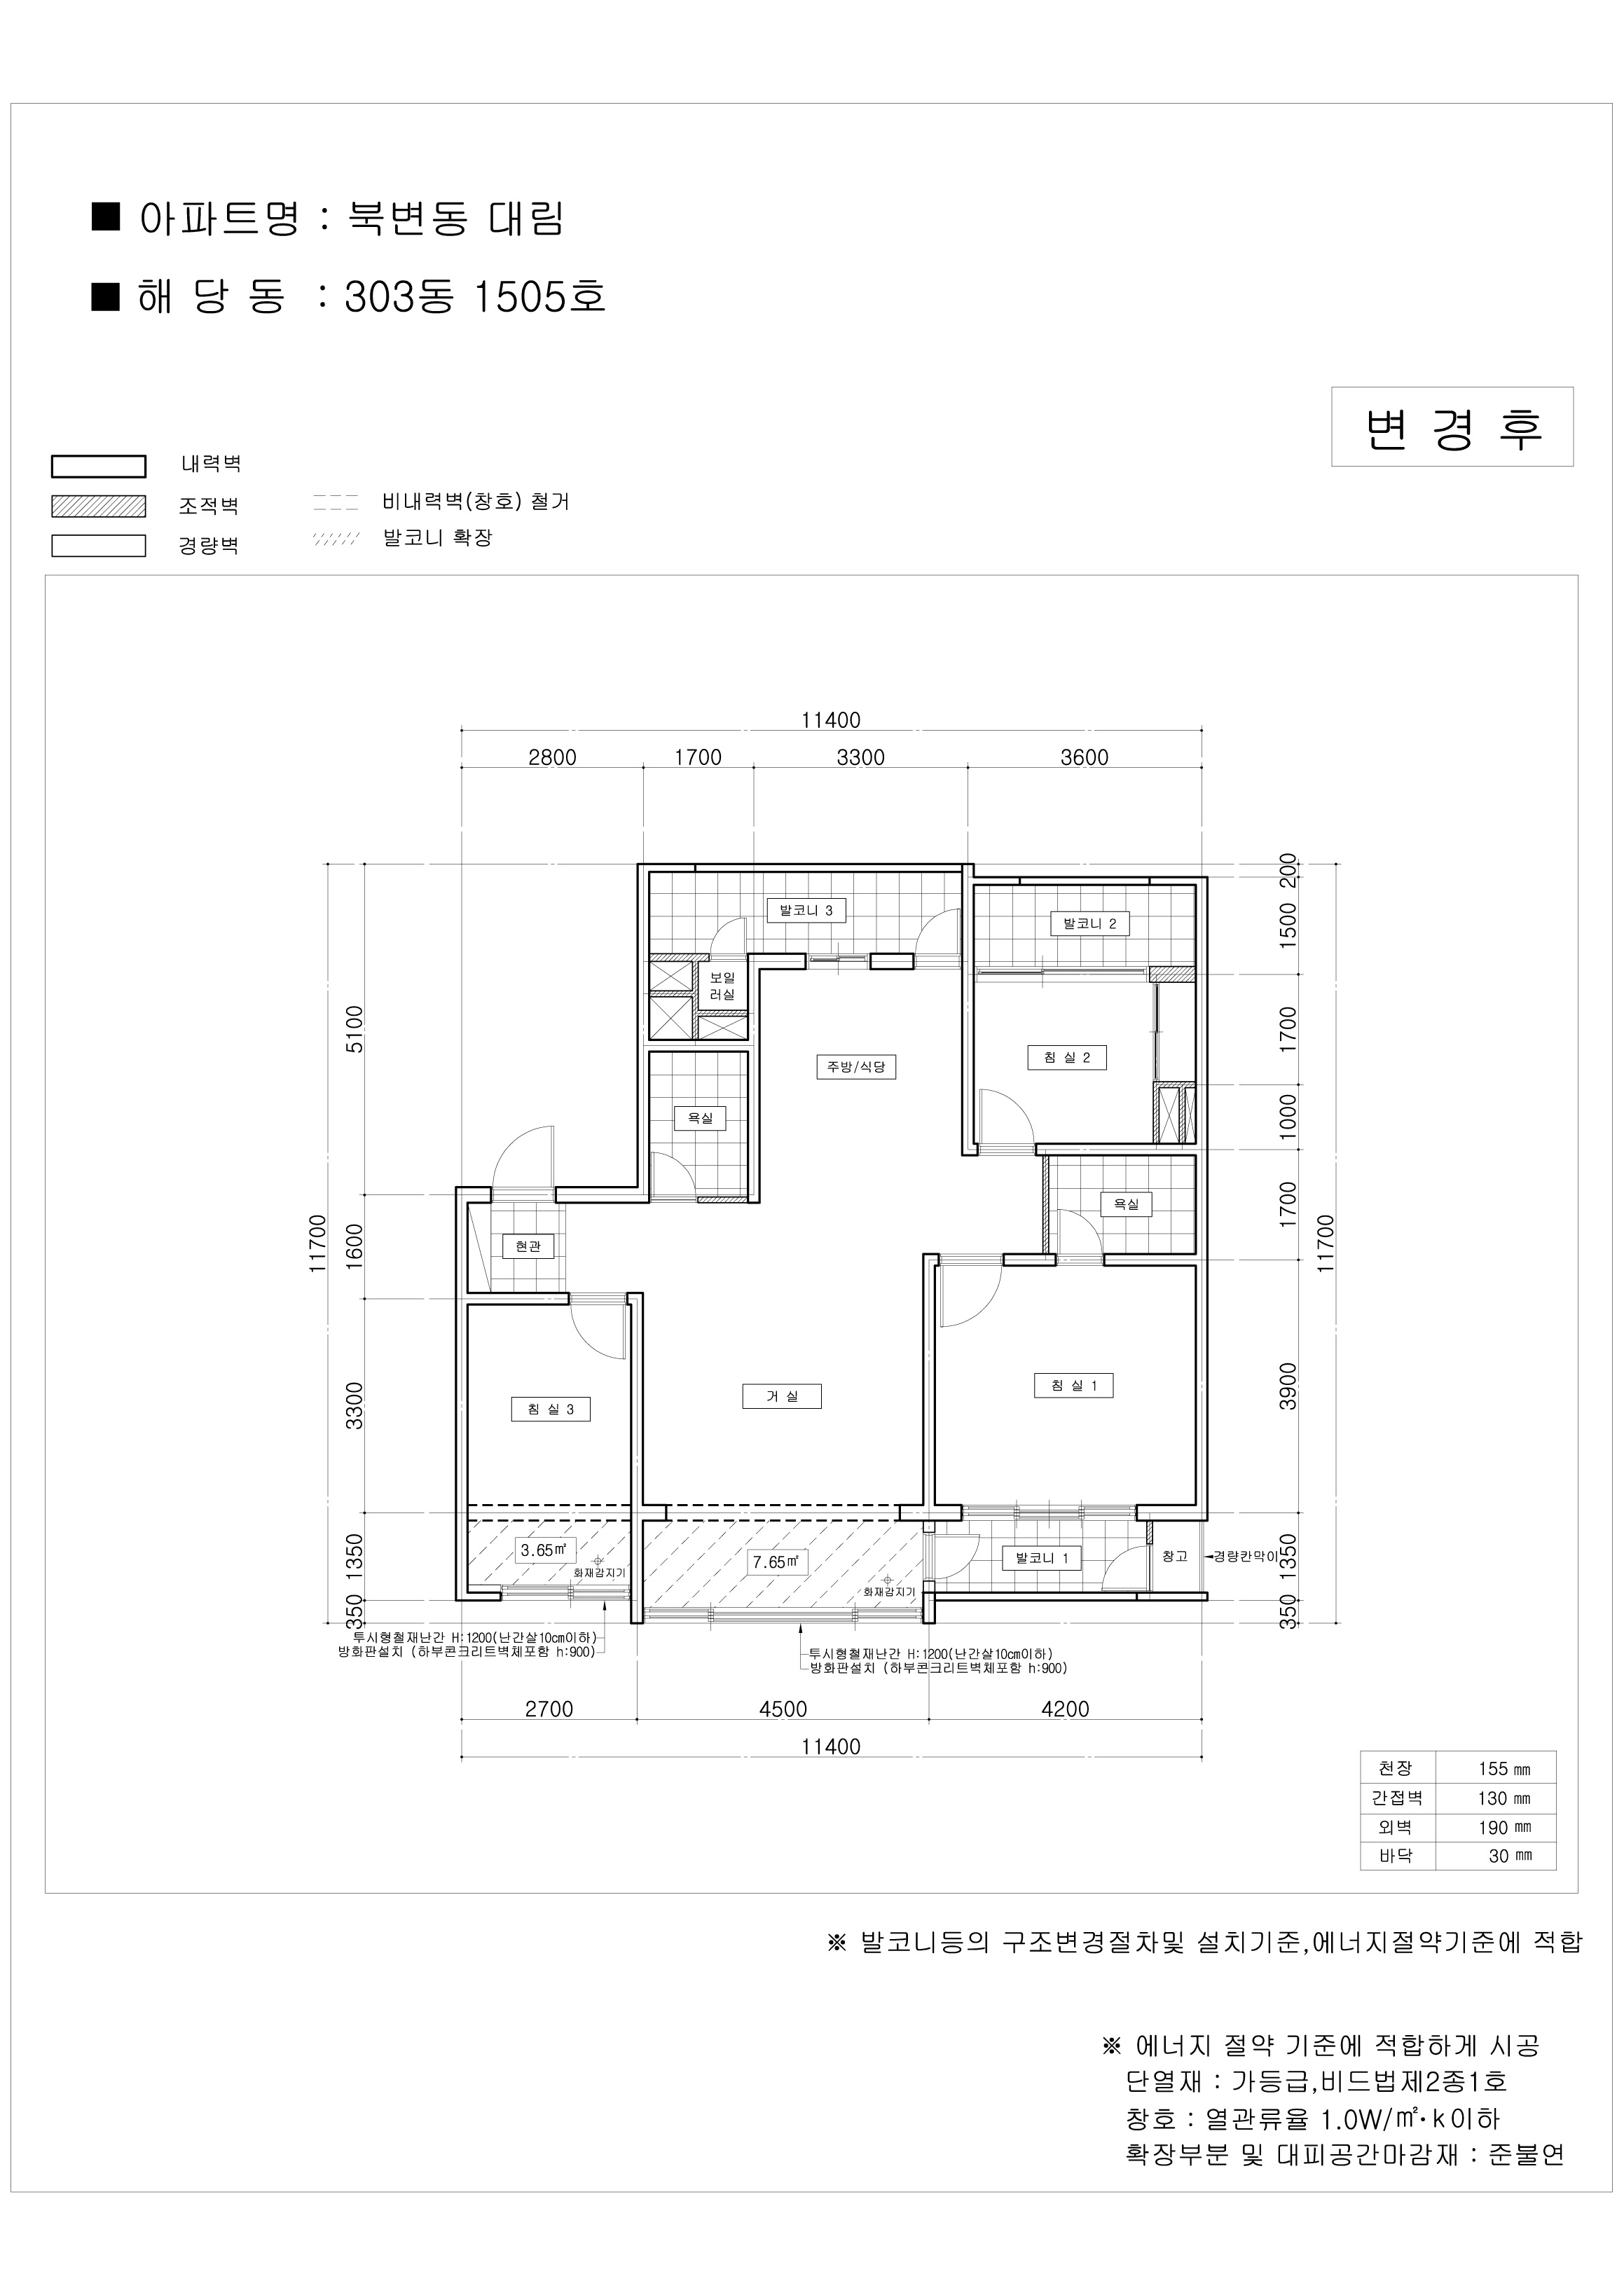 ■ 아파트명 : 북변동 대림
■ 해 당 동 : 303동 1505호
변 경 후
내력벽
조적벽
경량벽
비내력벽(창호) 철거
발코니 확장
11400
2800 1700 3300 3600
발코니 3
발코니 2
보일
러실
주방/식당
침 실 2
욕실
욕실
현관
침 실 3
거 실
침 실 1
3.65㎡
화재감지기
7.65㎡
화재감지기
발코니 1
창고
경량칸막이
11700
5100
1600
3300
1350
350
200
1500
1700
1000
1700
3900
1350
350
11700
투시형철재난간 H:1200(난간살10cm이하)
방화판설치 (하부콘크리트벽체포함 h:900)
투시형철재난간 H:1200(난간살10cm이하)
방화판설치 (하부콘크리트벽체포함 h:900)
2700 4500 4200
11400
천장 155 ㎜
간접벽 130 ㎜
외벽 190 ㎜
바닥 30 ㎜
※ 발코니등의 구조변경절차및 설치기준,에너지절약기준에 적합
※ 에너지 절약 기준에 적합하게 시공
단열재 : 가등급,비드법제2종1호
창호 : 열관류율 1.0W/㎡·k이하
확장부분 및 대피공간마감재 : 준불연